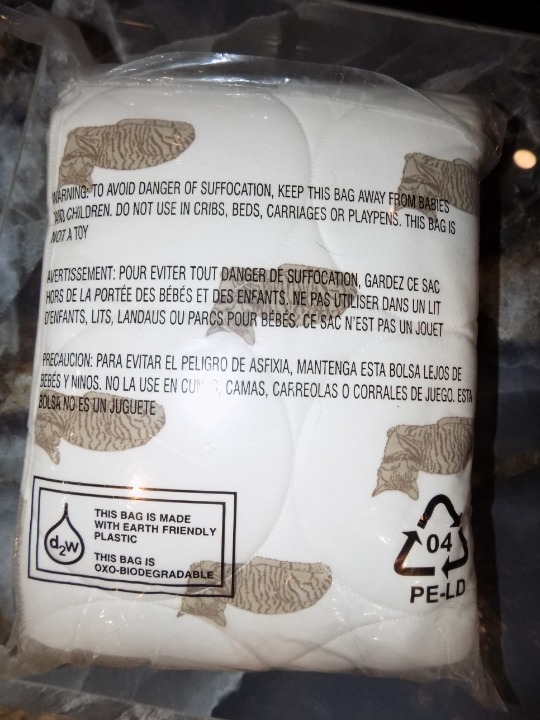 WARNING: TO AVOID DANGER OF SUFFOCATION, KEEP THIS BAG AWAY FROM BABIES
AND CHILDREN. DO NOT USE IN CRIBS, BEDS, CARRIAGES OR PLAYPENS. THIS BAG IS
NOT A TOY
AVERTISSEMENT: POUR EVITER TOUT DANGER DE SUFFOCATION, GARDEZ CE SAC
HORS DE LA PORTÉE DES BÉBÉS ET DES ENFANTS. NE PAS UTILISER DANS UN LIT
D'ENFANTS, LITS, LANDAUS OU PARCS POUR BÉBÉS. CE SAC N'EST PAS UN JOUET
PRECAUCION: PARA EVITAR EL PELIGRO DE ASFIXIA, MANTENGA ESTA BOLSA LEJOS DE
BEBÉS Y NINOS. NO LA USE EN CAMAS, CARREOLAS O CORRALES DE JUEGO. ESTA
BOLSA NO ES UN JUGUETE
d2w
THIS BAG IS MADE
WITH EARTH FRIENDLY
PLASTIC
THIS BAG IS
OXO-BIODEGRADABLE
04
PE-LD